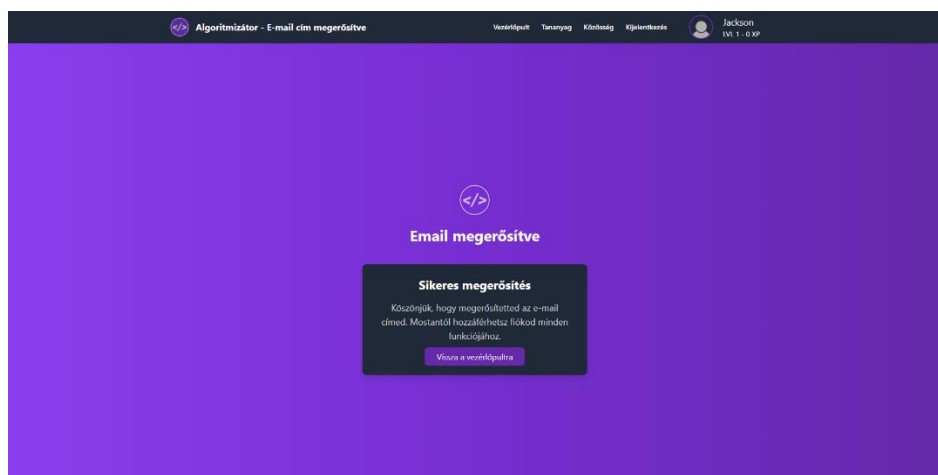 </> Algoritmizátor - E-mail cím megerősítve Vezérlőpult Tananyag Közösség Kijelentkezés Jackson
LVL 1 - 0 XP
</>
Email megerősítve
Sikeres megerősítés
Köszönjük, hogy megerősítetted az e-mail
címed. Mostantól hozzáférhetsz fiókod minden
funkciójához.
Vissza a vezérlőpultra